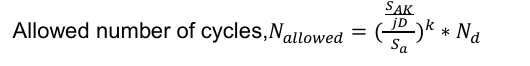 Allowed number of cycles,N_allowed = ((S_AK/jD)/S_a)^k * N_d